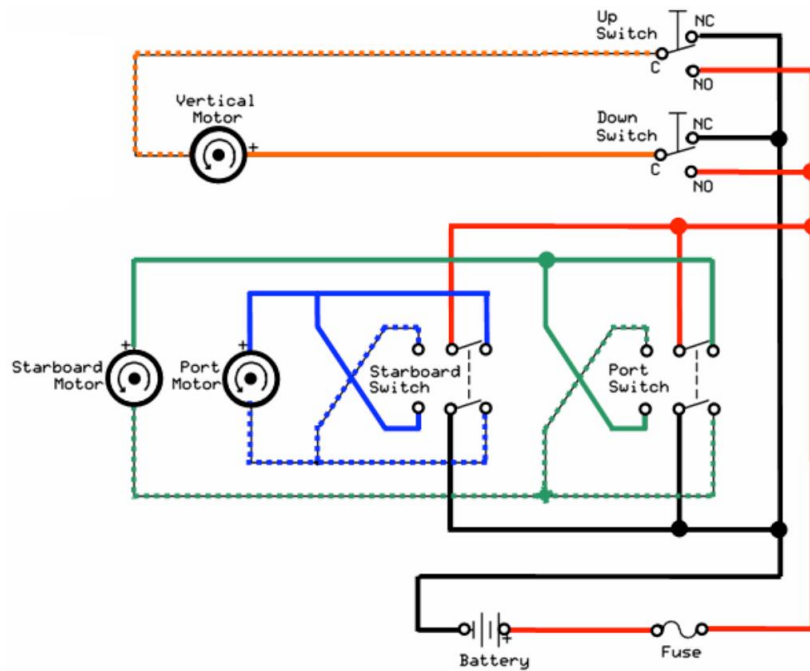 Up
Switch
NC
C
NO
Vertical
Motor
+
Down
Switch
NC
C
NO
+
Starboard
Motor
+
Port
Motor
Starboard
Switch
Port
Switch
+
Battery
Fuse